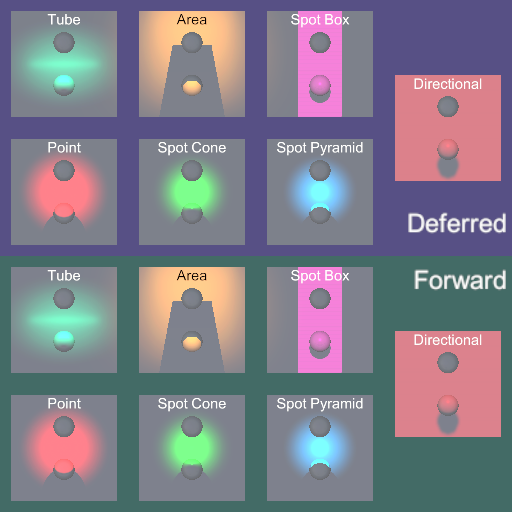 Tube
Area
Spot Box
Directional
Point
Spot Cone
Spot Pyramid
Deferred
Tube
Area
Spot Box
Forward
Directional
Point
Spot Cone
Spot Pyramid